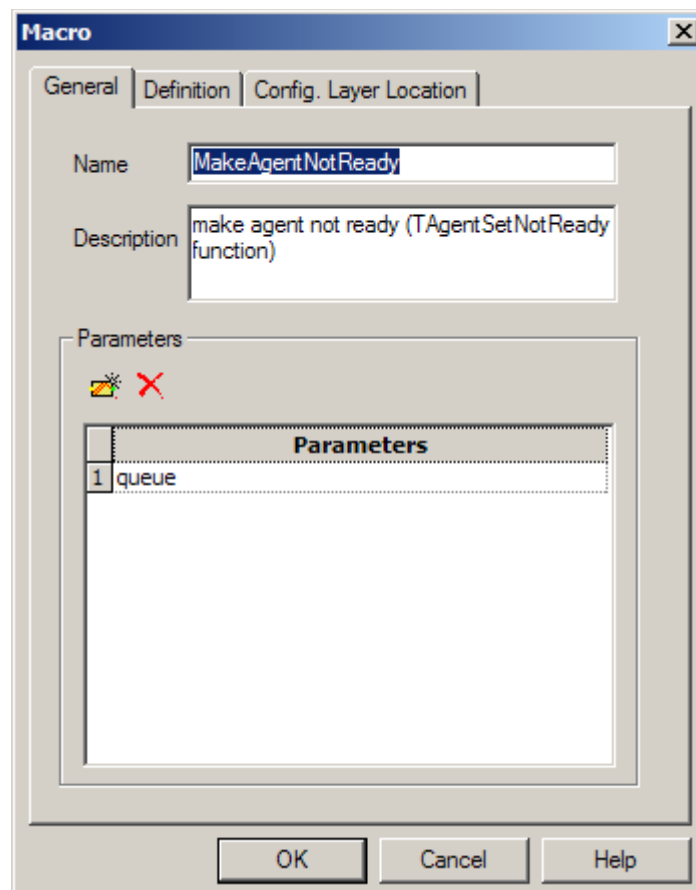 Macro
General Definition Config. Layer Location
Name MakeAgentNotReady
Description make agent not ready (TAgentSetNotReady
function)
Parameters
Parameters
1 queue
OK Cancel Help